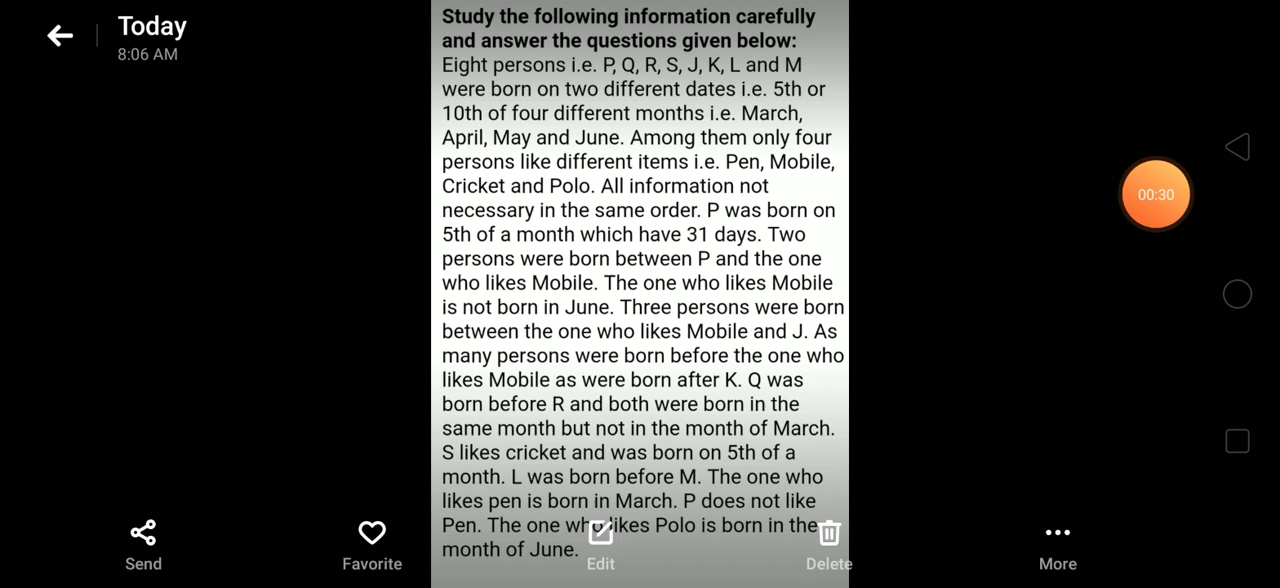 Today
8:06 AM
Study the following information carefully
and answer the questions given below:
Eight persons i.e. P, Q, R, S, J, K, L and M
were born on two different dates i.e. 5th or
10th of four different months i.e. March,
April, May and June. Among them only four
persons like different items i.e. Pen, Mobile,
Cricket and Polo. All information not
necessary in the same order. P was born on
5th of a month which have 31 days. Two
persons were born between P and the one
who likes Mobile. The one who likes Mobile
is not born in June. Three persons were born
between the one who likes Mobile and J. As
many persons were born before the one who
likes Mobile as were born after K. Q was
born before R and both were born in the
same month but not in the month of March.
S likes cricket and was born on 5th of a
month. L was born before M. The one who
likes pen is born in March. P does not like
Pen. The one who likes Polo is born in the
month of June.
00:30
Send
Favorite
Edit
Delete
More